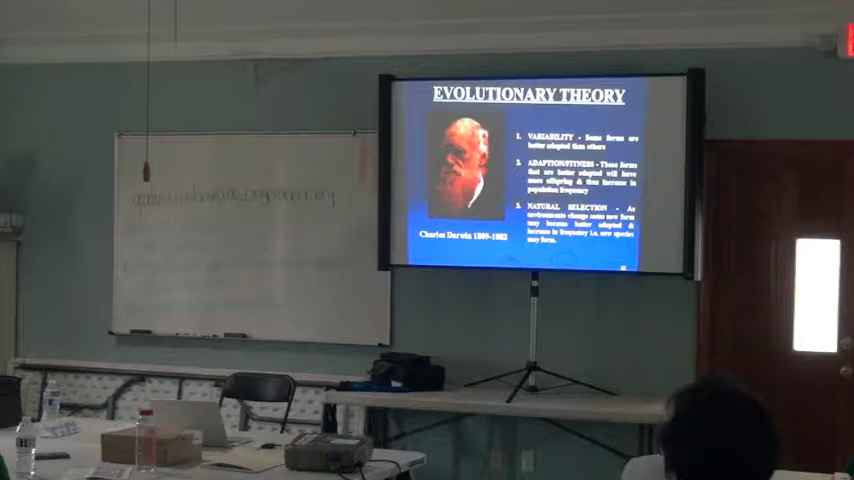 EVOLUTIONARY THEORY
1. VARIABILITY - Some forms are
better adapted than others
2. ADAPTION/FITNESS - Those forms
that are better adapted will have
more offspring & thus increase in
population frequency
3. NATURAL SELECTION - As
environments change some new form
may become better adapted &
increase in frequency i.e. new species
may form.
Charles Darwin 1809-1882